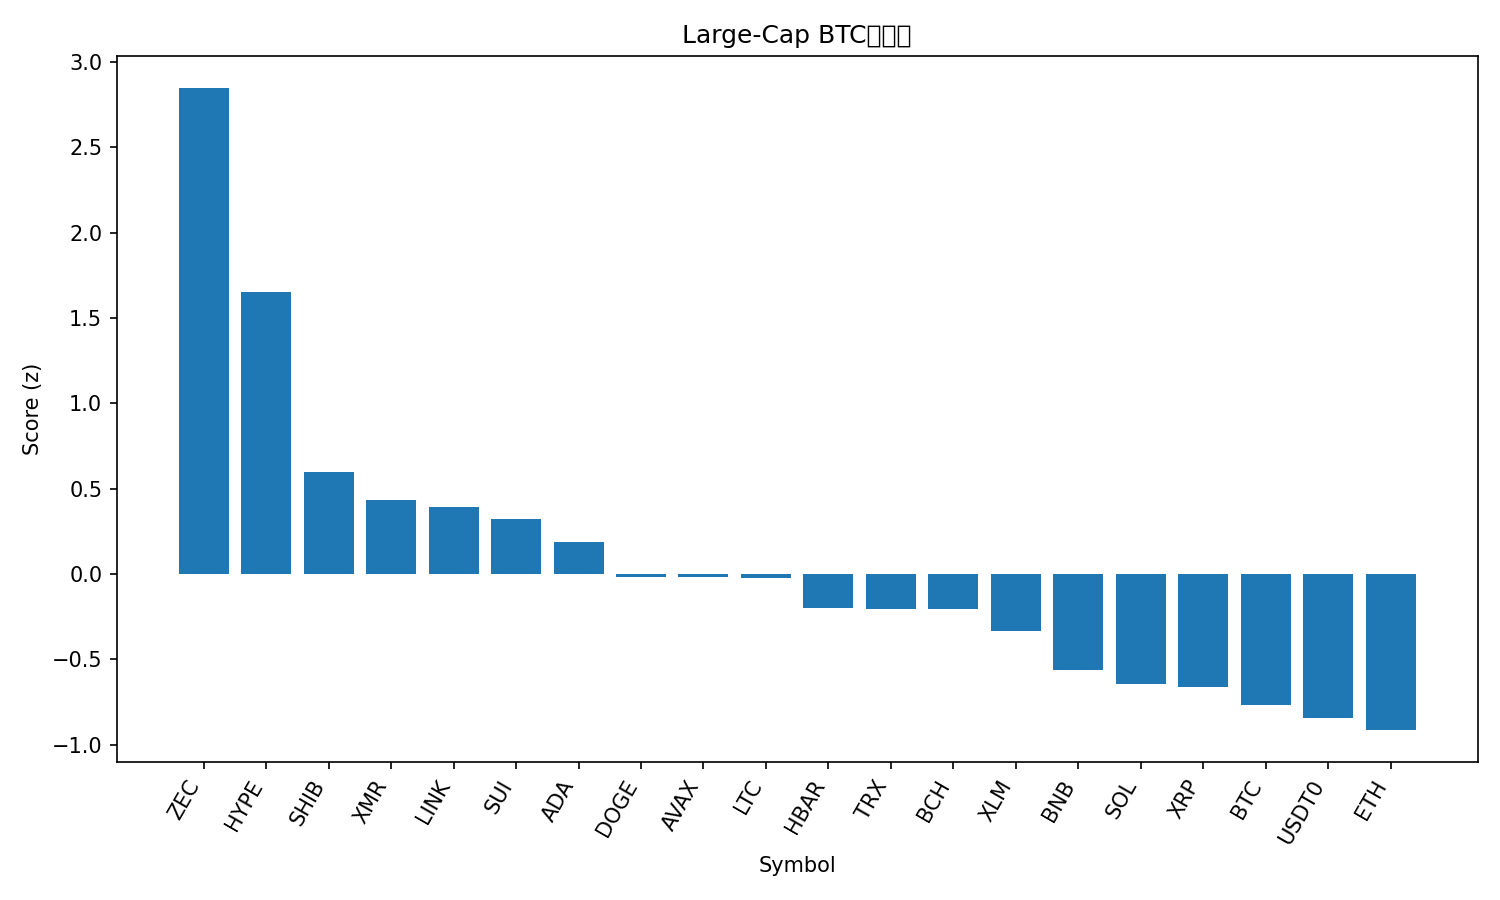 Large-Cap BTC
3.0
2.5
2.0
1.5
1.0
0.5
0.0
−0.5
−1.0
Score (z)
ZEC
HYPE
SHIB
XMR
LINK
SUI
ADA
DOGE
AVAX
LTC
HBAR
TRX
BCH
XLM
BNB
SOL
XRP
BTC
USDT0
ETH
Symbol